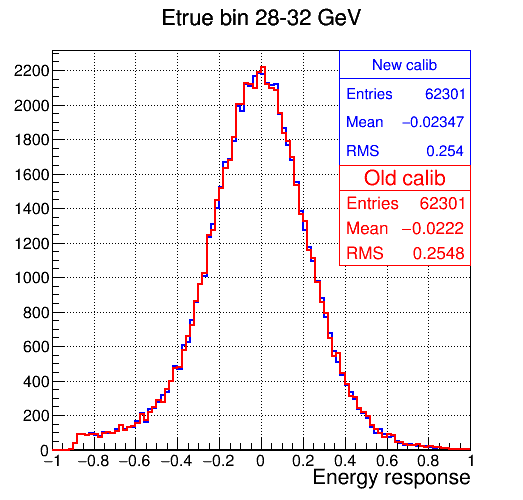 Etrue bin 28-32 GeV
New calib
Entries 62301
Mean −0.02347
RMS 0.254
Old calib
Entries 62301
Mean −0.0222
RMS 0.2548
2200
2000
1800
1600
1400
1200
1000
800
600
400
200
0
−1 −0.8 −0.6 −0.4 −0.2 0 0.2 0.4 0.6 0.8 1
Energy response